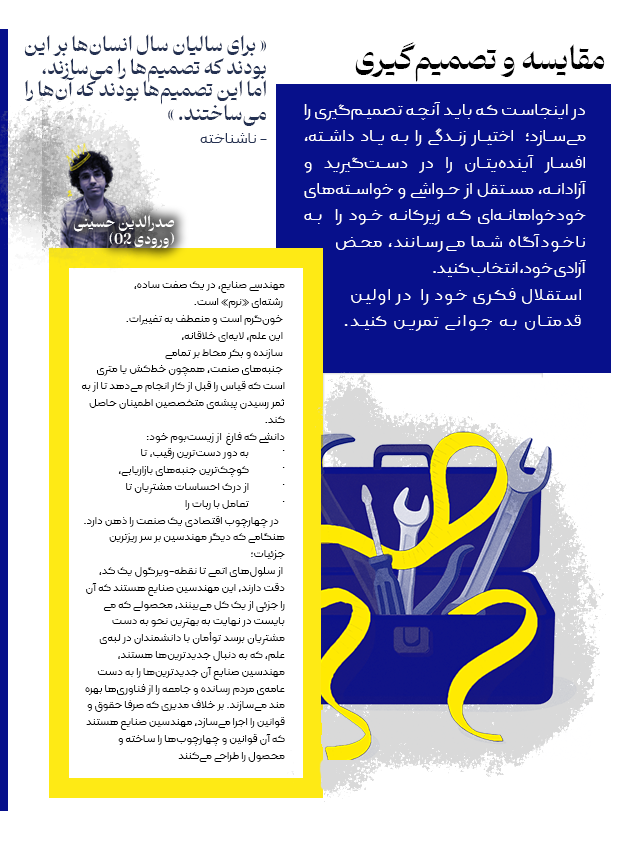 مقایسه و تصمیم‌گیری
« برای سالیان سال انسان‌ها بر این
بودند که تصمیم‌ها را می‌سازند،
اما این تصمیم‌ها بودند که آن‌ها را
می‌ساختند. »
- ناشناخته
صدرالدین حسینی
(ورودی 02)
در اینجاست که باید آنچه تصمیم‌گیری را
می‌سازد؛ اختیار زندگی را به یاد داشته،
افسار آینده‌یتان را در دست‌گیرید و
آزادانه، مستقل از حواشی و خواسته‌های
خودخواهانه‌ای که زیرکانه خود را به
ناخودآگاه شما می‌رسانند، محض
آزادی خود، انتخاب کنید.
استقلال فکری خود را در اولین
قدمتان به جوانی تمرین کنید.
مهندسی صنایع، در یک صفت ساده،
رشته‌ای «نرم» است.
خون‌گرم است و منعطف به تغییرات.
این علم، لایه‌ای خلاقانه،
سازنده و بکر محاط بر تمامی
جنبه‌های صنعت، همچون خط‌کش یا متری
است که قیاس را قبل از کار انجام می‌دهد تا از به
ثمر رسیدن پیشه‌ی متخصصین اطمینان حاصل
کند.
دانشی که فارغ از زیست‌بوم خود:
· به دور دست‌ترین رقیب، تا
· کوچک‌ترین جنبه‌های بازاریابی،
· از درک احساسات مشتریان تا
· تعامل با ربات را
در چهارچوب اقتصادی یک صنعت را ذهن دارد.
هنگامی که دیگر مهندسین بر سر ریزترین
جزئیات؛
از سلول‌های اتمی تا نقطه-ویرگول یک کد،
دقت دارند، این مهندسین صنایع هستند که آن
را جزئی از یک کل می‌بینند، محصولی که می
بایست در نهایت به بهترین نحو به دست
مشتریان برسد توأمان با دانشمندان در لبه‌ی
علم، که به دنبال جدیدترین‌ها هستند،
مهندسین صنایع آن جدیدترین‌ها را به دست
عامه‌ی مردم رسانده و جامعه را از فناوری‌ها بهره
مند می‌سازند. بر خلاف مدیری که صرفا حقوق و
قوانین را اجرا می‌سازد، مهندسین صنایع هستند
که آن قوانین و چهارچوب‌ها را ساخته و
محصول را طراحی می‌کنند